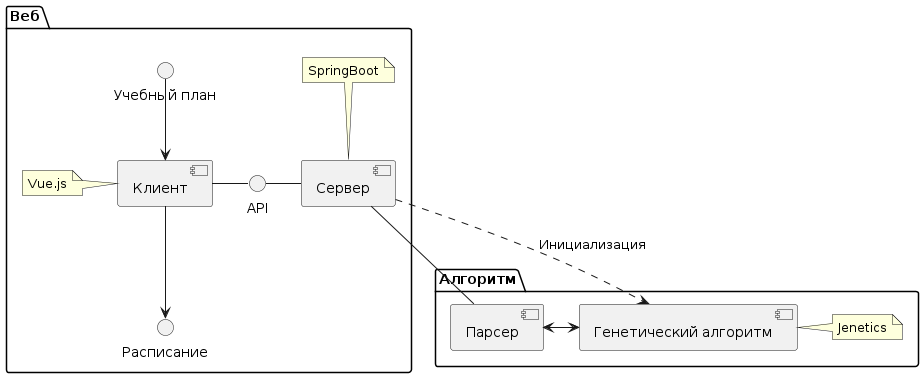 Веб
SpringBoot
Учебный план
Vue.js
Клиент
API
Сервер
Инициализация
Алгоритм
Парсер
Генетический алгоритм
Jenetics
Расписание